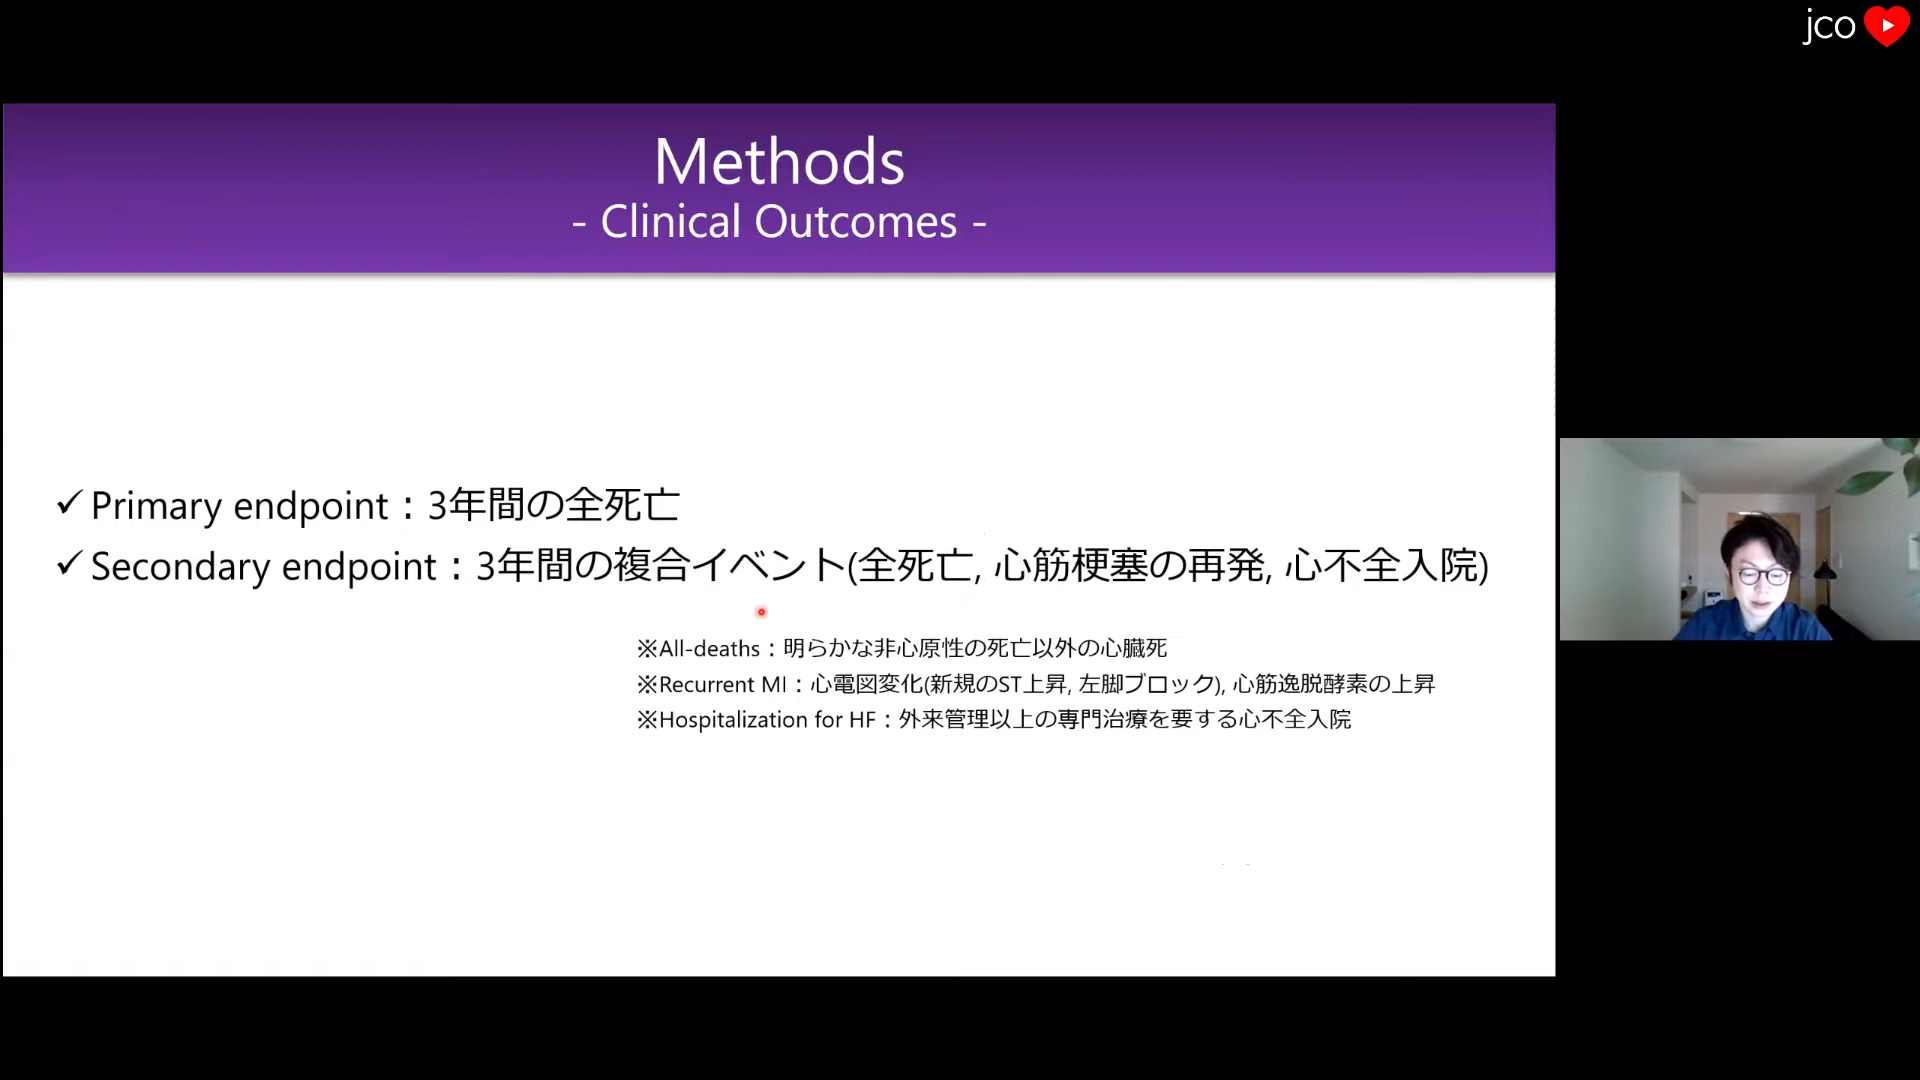 jco
Methods
- Clinical Outcomes -
✓ Primary endpoint：3年間の全死亡
✓ Secondary endpoint：3年間の複合イベント(全死亡, 心筋梗塞の再発, 心不全入院)
※All-deaths：明らかな非心原性の死亡以外の心臓死
※Recurrent MI：心電図変化(新規のST上昇, 左脚ブロック), 心筋逸脱酵素の上昇
※Hospitalization for HF：外来管理以上の専門治療を要する心不全入院